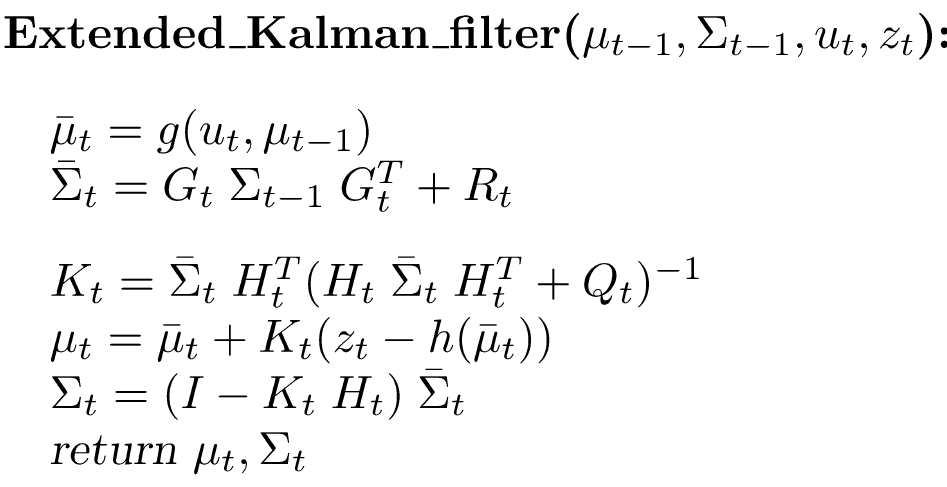 Extended_Kalman_filter(μ_{t−1}, Σ_{t−1}, u_t, z_t):
μ̄_t = g(u_t, μ_{t−1})
Σ̄_t = G_t Σ_{t−1} G_t^T + R_t
K_t = Σ̄_t H_t^T (H_t Σ̄_t H_t^T + Q_t)^{−1}
μ_t = μ̄_t + K_t(z_t − h(μ̄_t))
Σ_t = (I − K_t H_t) Σ̄_t
return μ_t, Σ_t